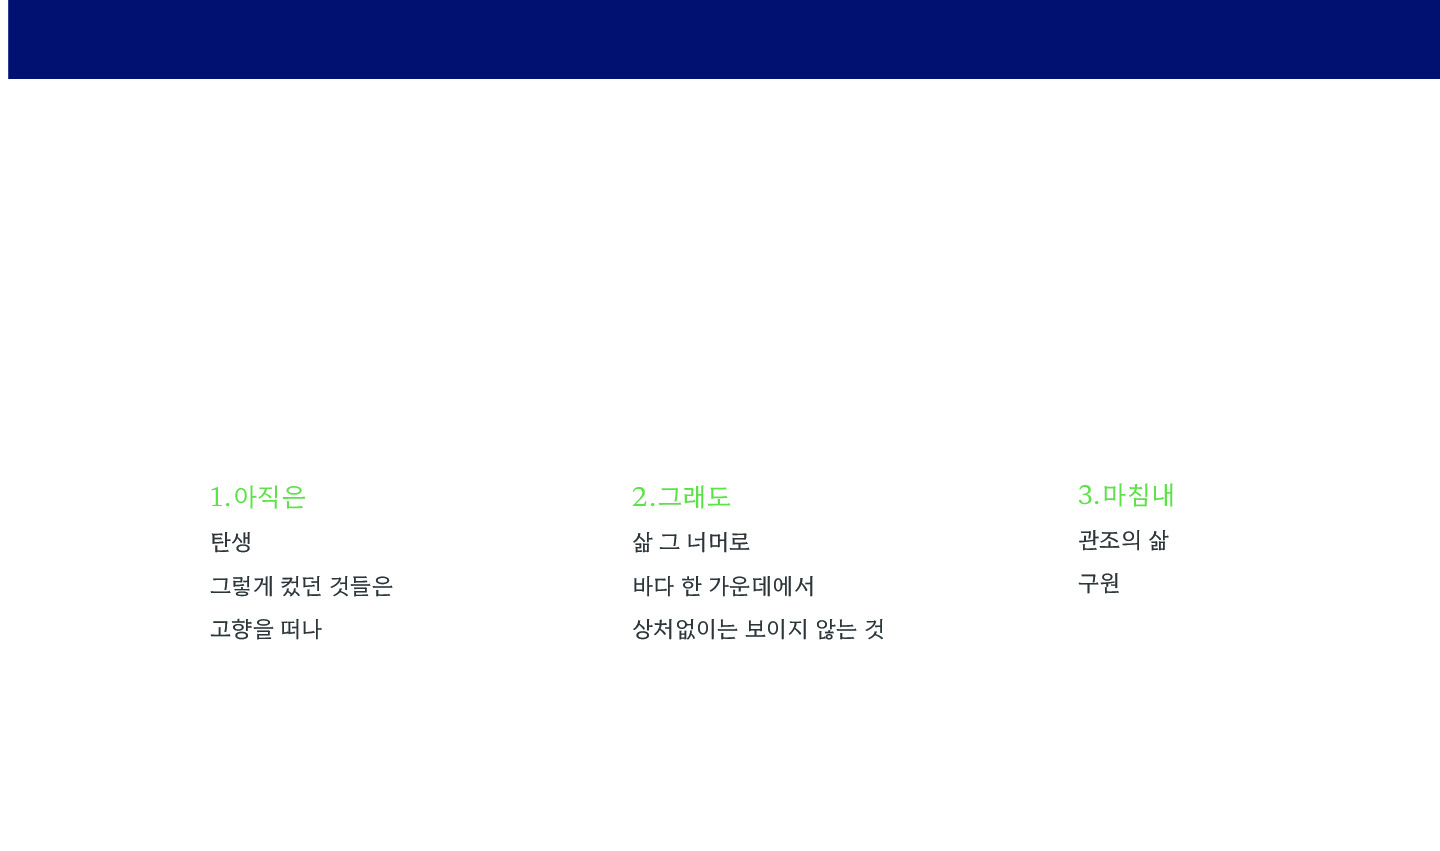 1.아직은
탄생
그렇게 컸던 것들은
고향을 떠나
2.그래도
삶 그 너머로
바다 한 가운데에서
상처없이는 보이지 않는 것
3.마침내
관조의 삶
구원